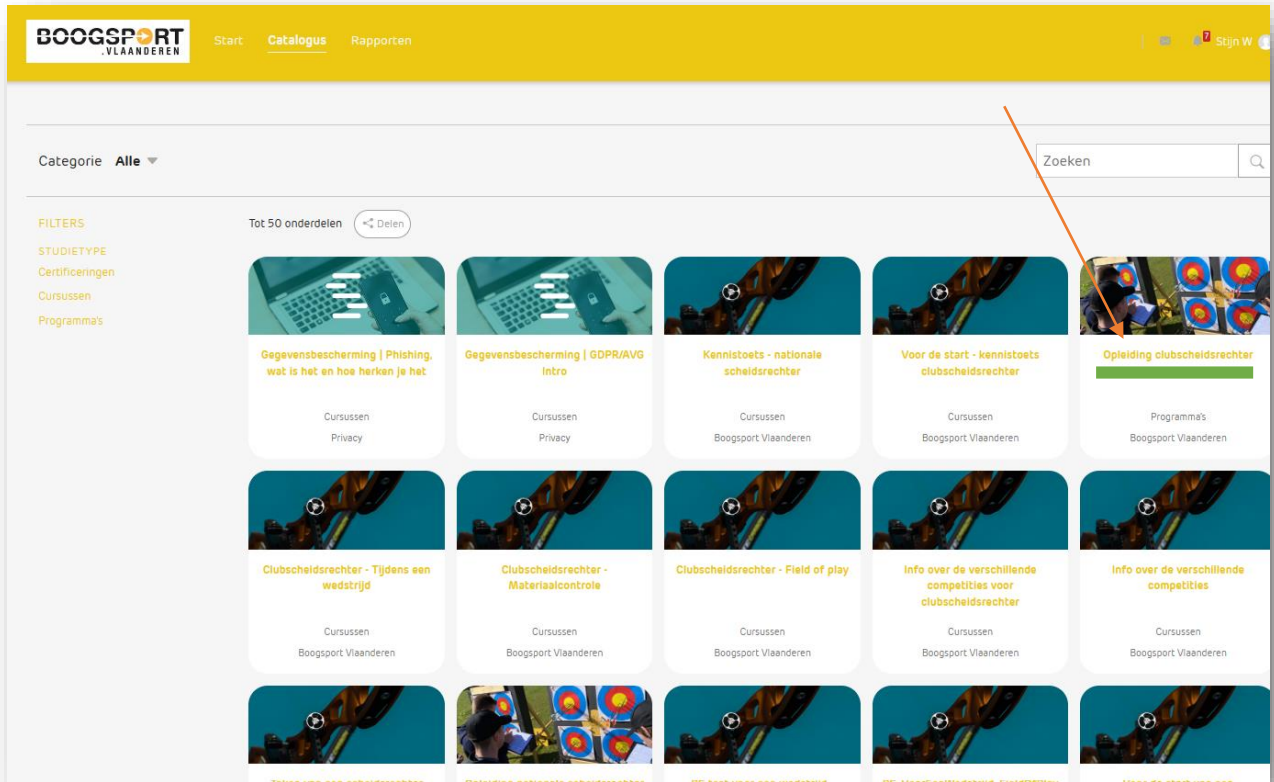 BOOGSPORT
.VLAANDEREN
Start Catalogus Rapporten
7 Stijn W
Categorie Alle
Zoeken
FILTERS
STUDIETYPE
Certificeringen
Cursussen
Programma's
Tot 50 onderdelen Delen
Gegevensbescherming | Phishing,
wat is het en hoe herken je het
Cursussen
Privacy
Gegevensbescherming | GDPR/AVG
Intro
Cursussen
Privacy
Kennistoets - nationale
scheidsrechter
Cursussen
Boogsport Vlaanderen
Voor de start - kennistoets
clubscheidsrechter
Cursussen
Boogsport Vlaanderen
Opleiding clubscheidsrechter
Programma's
Boogsport Vlaanderen
Clubscheidsrechter - Tijdens een
wedstrijd
Cursussen
Boogsport Vlaanderen
Clubscheidsrechter -
Materiaalcontrole
Cursussen
Boogsport Vlaanderen
Clubscheidsrechter - Field of play
Cursussen
Boogsport Vlaanderen
Info over de verschillende
competities voor
clubscheidsrechter
Cursussen
Boogsport Vlaanderen
Info over de verschillende
competities
Cursussen
Boogsport Vlaanderen